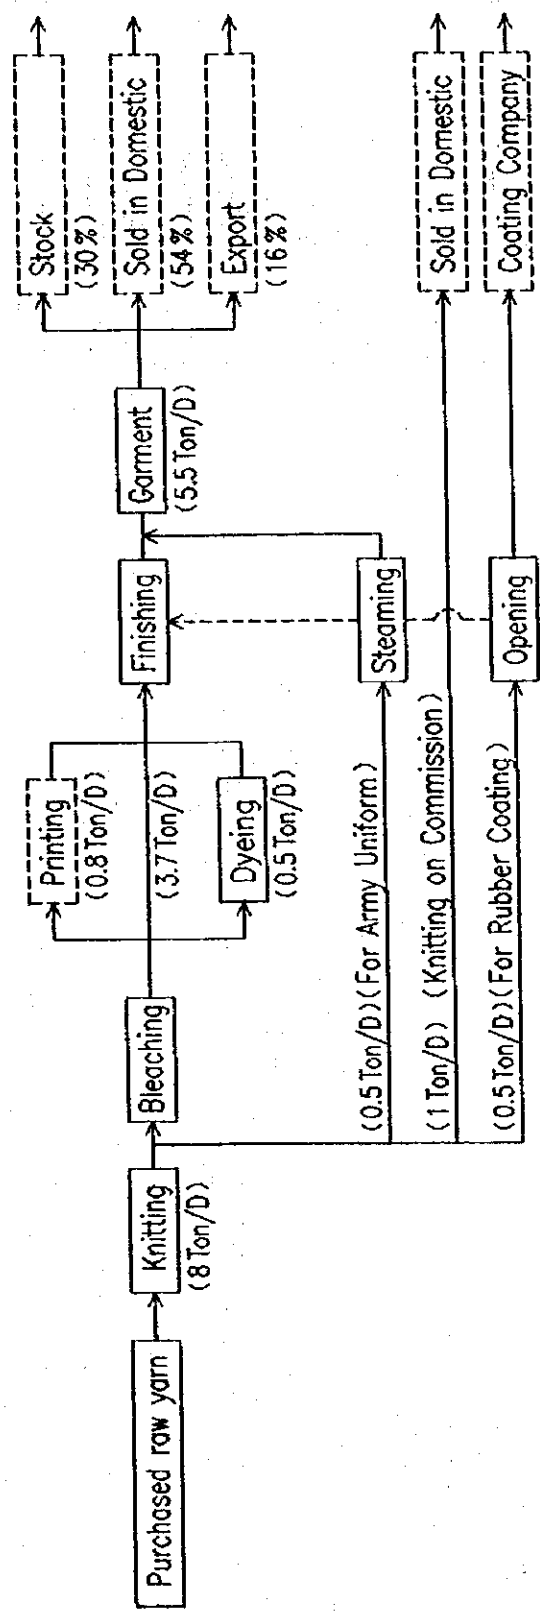 Purchased raw yarn
Knitting
(8 Ton/D)
Bleaching
Printing
(0.8 Ton/D)
(3.7 Ton/D)
Dyeing
(0.5 Ton/D)
Finishing
Garment
(5.5 Ton/D)
Stock
(30%)
Sold in Domestic
(54%)
Export
(16%)
(0.5 Ton/D) (For Army Uniform)
Steaming
(1 Ton/D) (Knitting on Commission)
Sold in Domestic
(0.5 Ton/D) (For Rubber Coating)
Opening
Coating Company